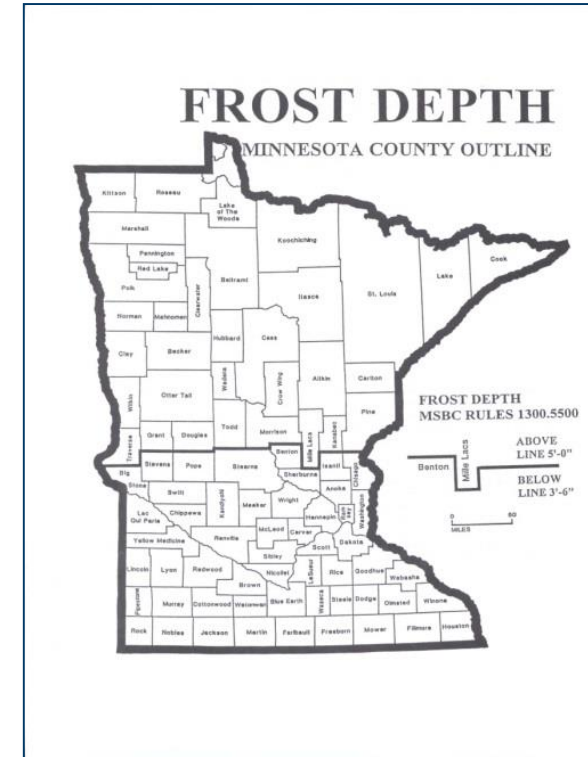 FROST DEPTH
MINNESOTA COUNTY OUTLINE
Kittson
Roseau
Lake
of The
Woods
Marshall
Koochiching
Cook
Lake
St. Louis
Pennington
Red Lake
Polk
Clearwater
Beltrami
Itasca
Norman
Mahnomen
Hubbard
Cass
Clay
Becker
Wadena
Crow Wing
Aitkin
Carlton
Wilkin
Otter Tail
Pine
Todd
Morrison
Mille Lacs
Kanabec
Traverse
Grant
Douglas
FROST DEPTH
MSBC RULES 1300.5500
ABOVE
LINE 5'-0"
Benton
Mille Lacs
BELOW
LINE 3'-6"
0
60
MILES
Big
Stone
Stevens
Pope
Stearns
Benton
Sherburne
Isanti
Chisago
Anoka
Swift
Kandiyohi
Meeker
Wright
Hennepin
Ram
sey
Washington
Lac
Qui Parle
Chippewa
McLeod
Carver
Yellow Medicine
Renville
Scott
Dakota
Sibley
Lincoln
Lyon
Redwood
Nicollet
LeSueur
Rice
Goodhue
Wabasha
Brown
Pipestone
Murray
Cottonwood
Watonwan
Blue Earth
Waseca
Steele
Dodge
Olmsted
Winona
Rock
Nobles
Jackson
Martin
Faribault
Freeborn
Mower
Fillmore
Houston